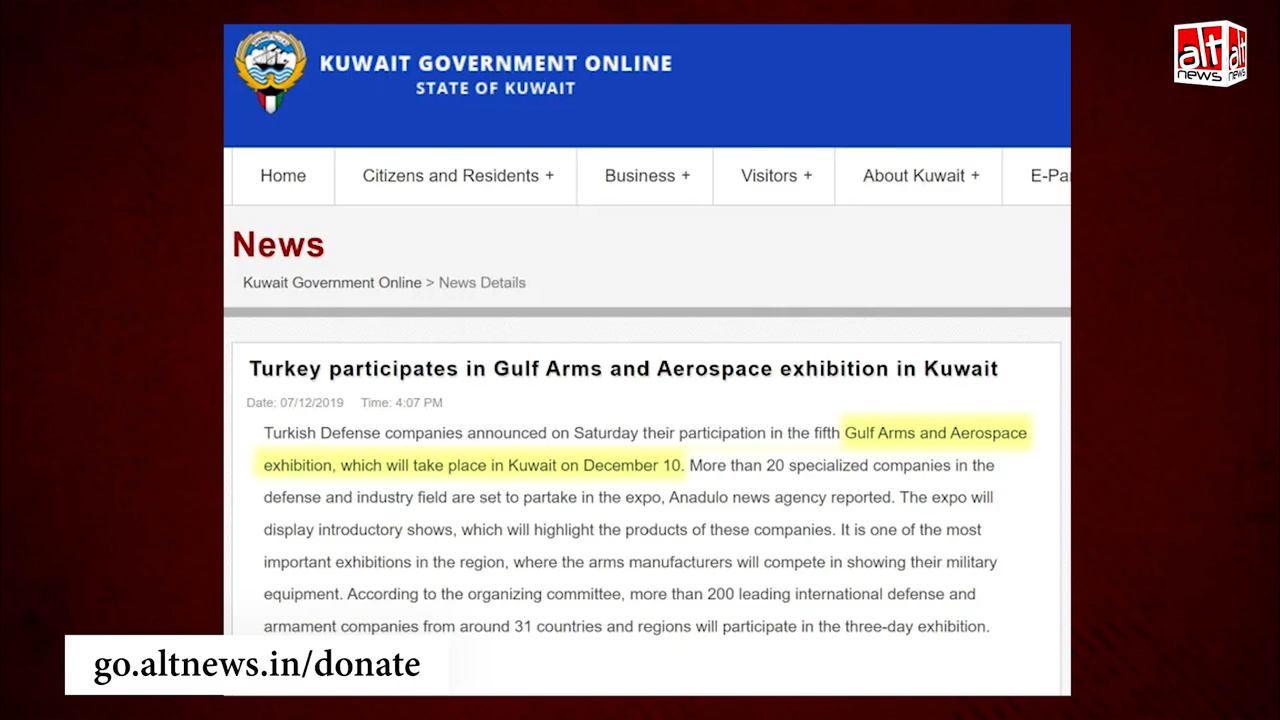 KUWAIT GOVERNMENT ONLINE
STATE OF KUWAIT
alt news
alt news
Home
Citizens and Residents +
Business +
Visitors +
About Kuwait +
E-Pa
News
Kuwait Government Online > News Details
Turkey participates in Gulf Arms and Aerospace exhibition in Kuwait
Date: 07/12/2019 Time: 4:07 PM
Turkish Defense companies announced on Saturday their participation in the fifth Gulf Arms and Aerospace
exhibition, which will take place in Kuwait on December 10. More than 20 specialized companies in the
defense and industry field are set to partake in the expo, Anadulo news agency reported. The expo will
display introductory shows, which will highlight the products of these companies. It is one of the most
important exhibitions in the region, where the arms manufacturers will compete in showing their military
equipment. According to the organizing committee, more than 200 leading international defense and
armament companies from around 31 countries and regions will participate in the three-day exhibition.
go.altnews.in/donate